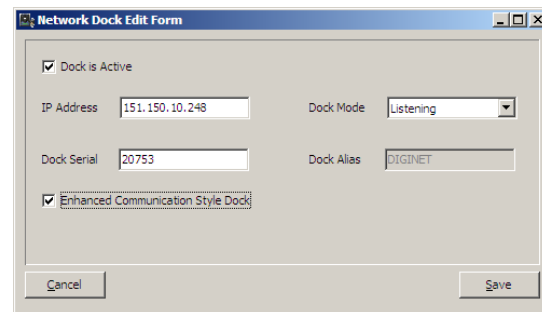 Network Dock Edit Form
Dock is Active
IP Address 151.150.10.248 Dock Mode Listening
Dock Serial 20753 Dock Alias DIGINET
Enhanced Communication Style Dock
Cancel Save